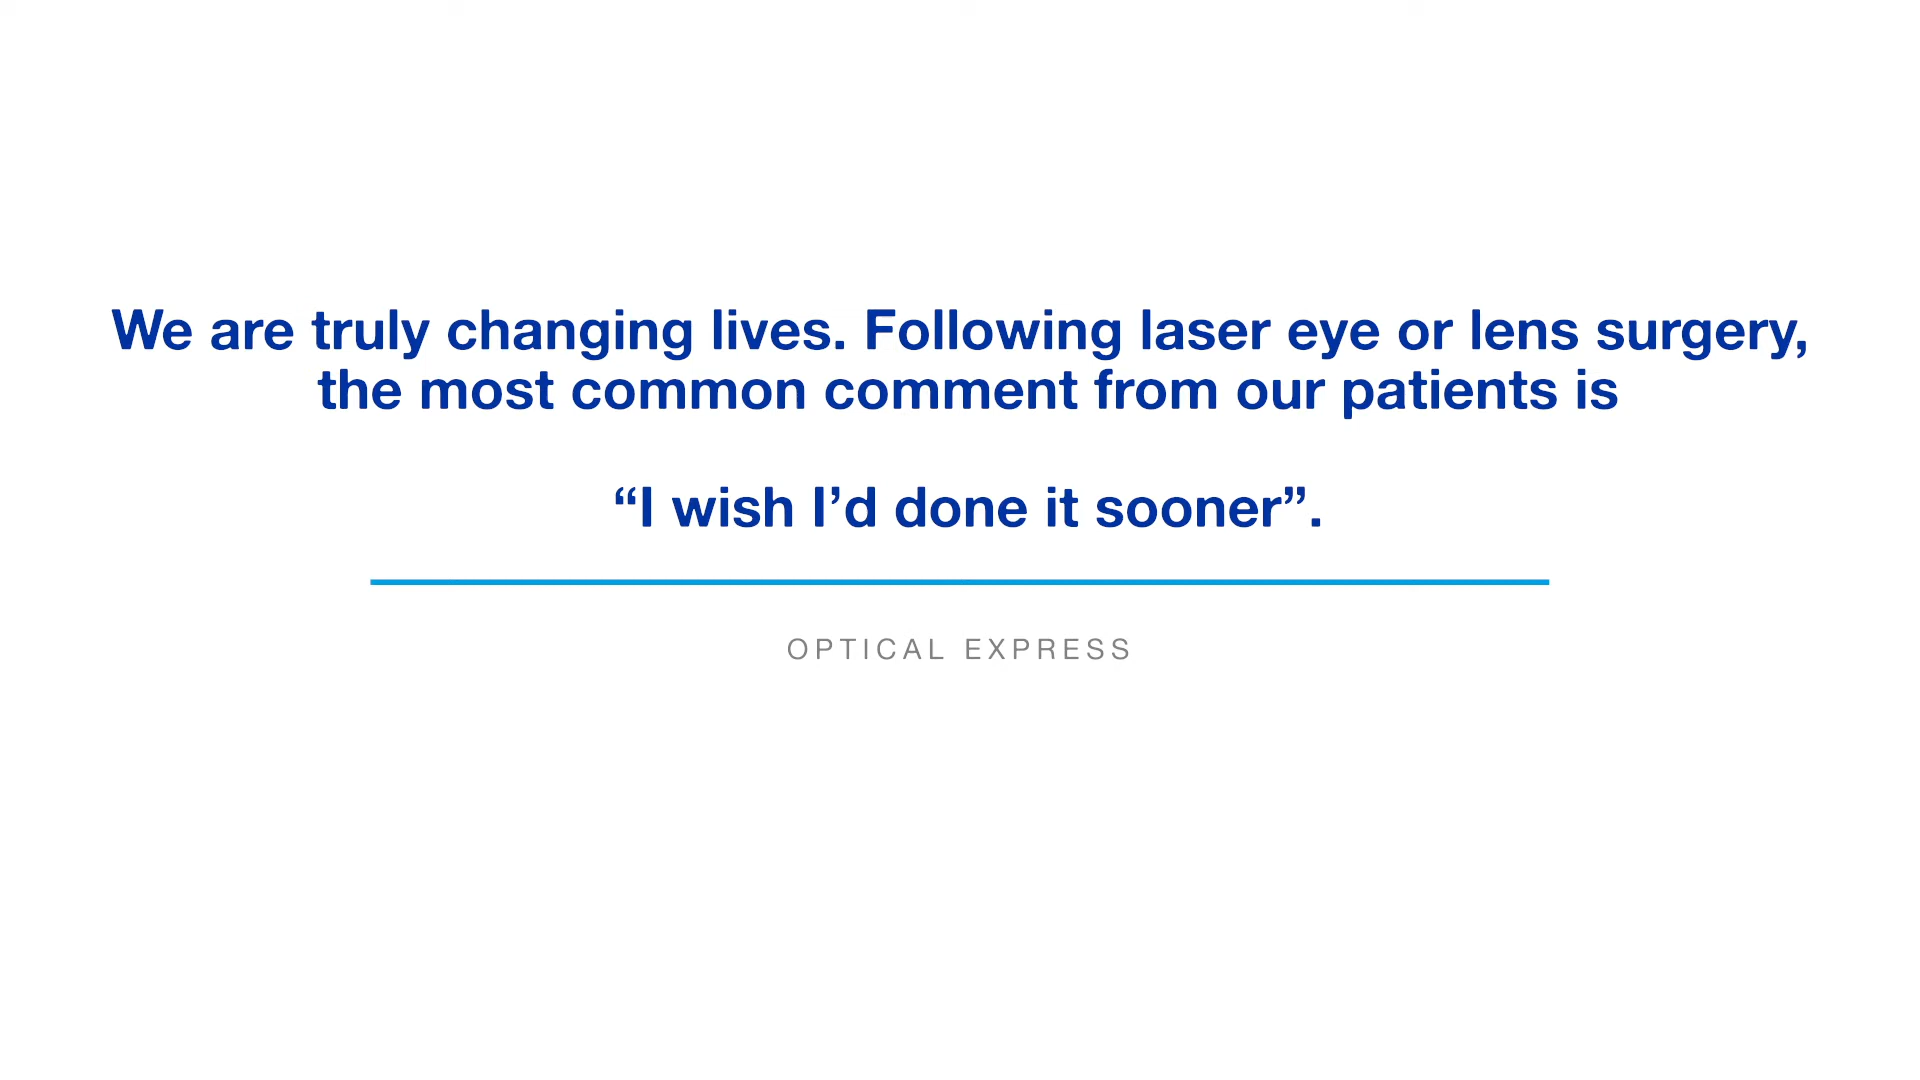 We are truly changing lives. Following laser eye or lens surgery,
the most common comment from our patients is
“I wish I’d done it sooner”.
OPTICAL EXPRESS